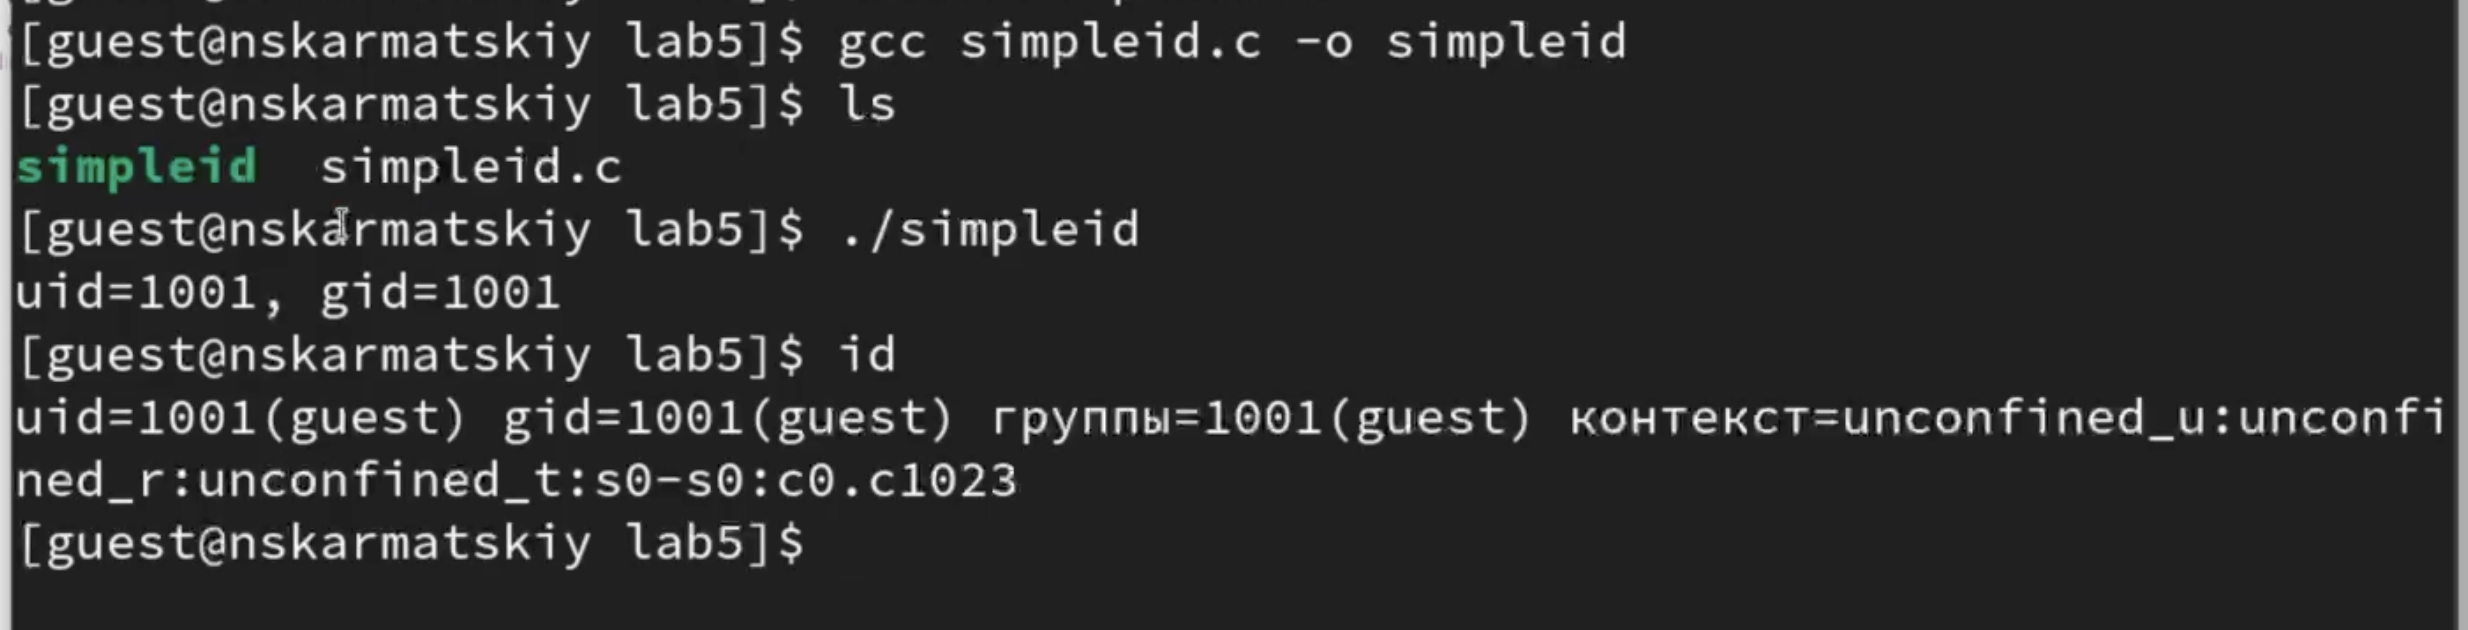 [guest@nskarmatskiy lab5]$ gcc simpleid.c -o simpleid
[guest@nskarmatskiy lab5]$ ls
simpleid  simpleid.c
[guest@nskarmatskiy lab5]$ ./simpleid
uid=1001, gid=1001
[guest@nskarmatskiy lab5]$ id
uid=1001(guest) gid=1001(guest) группы=1001(guest) контекст=unconfined_u:unconfi
ned_r:unconfined_t:s0-s0:c0.c1023
[guest@nskarmatskiy lab5]$